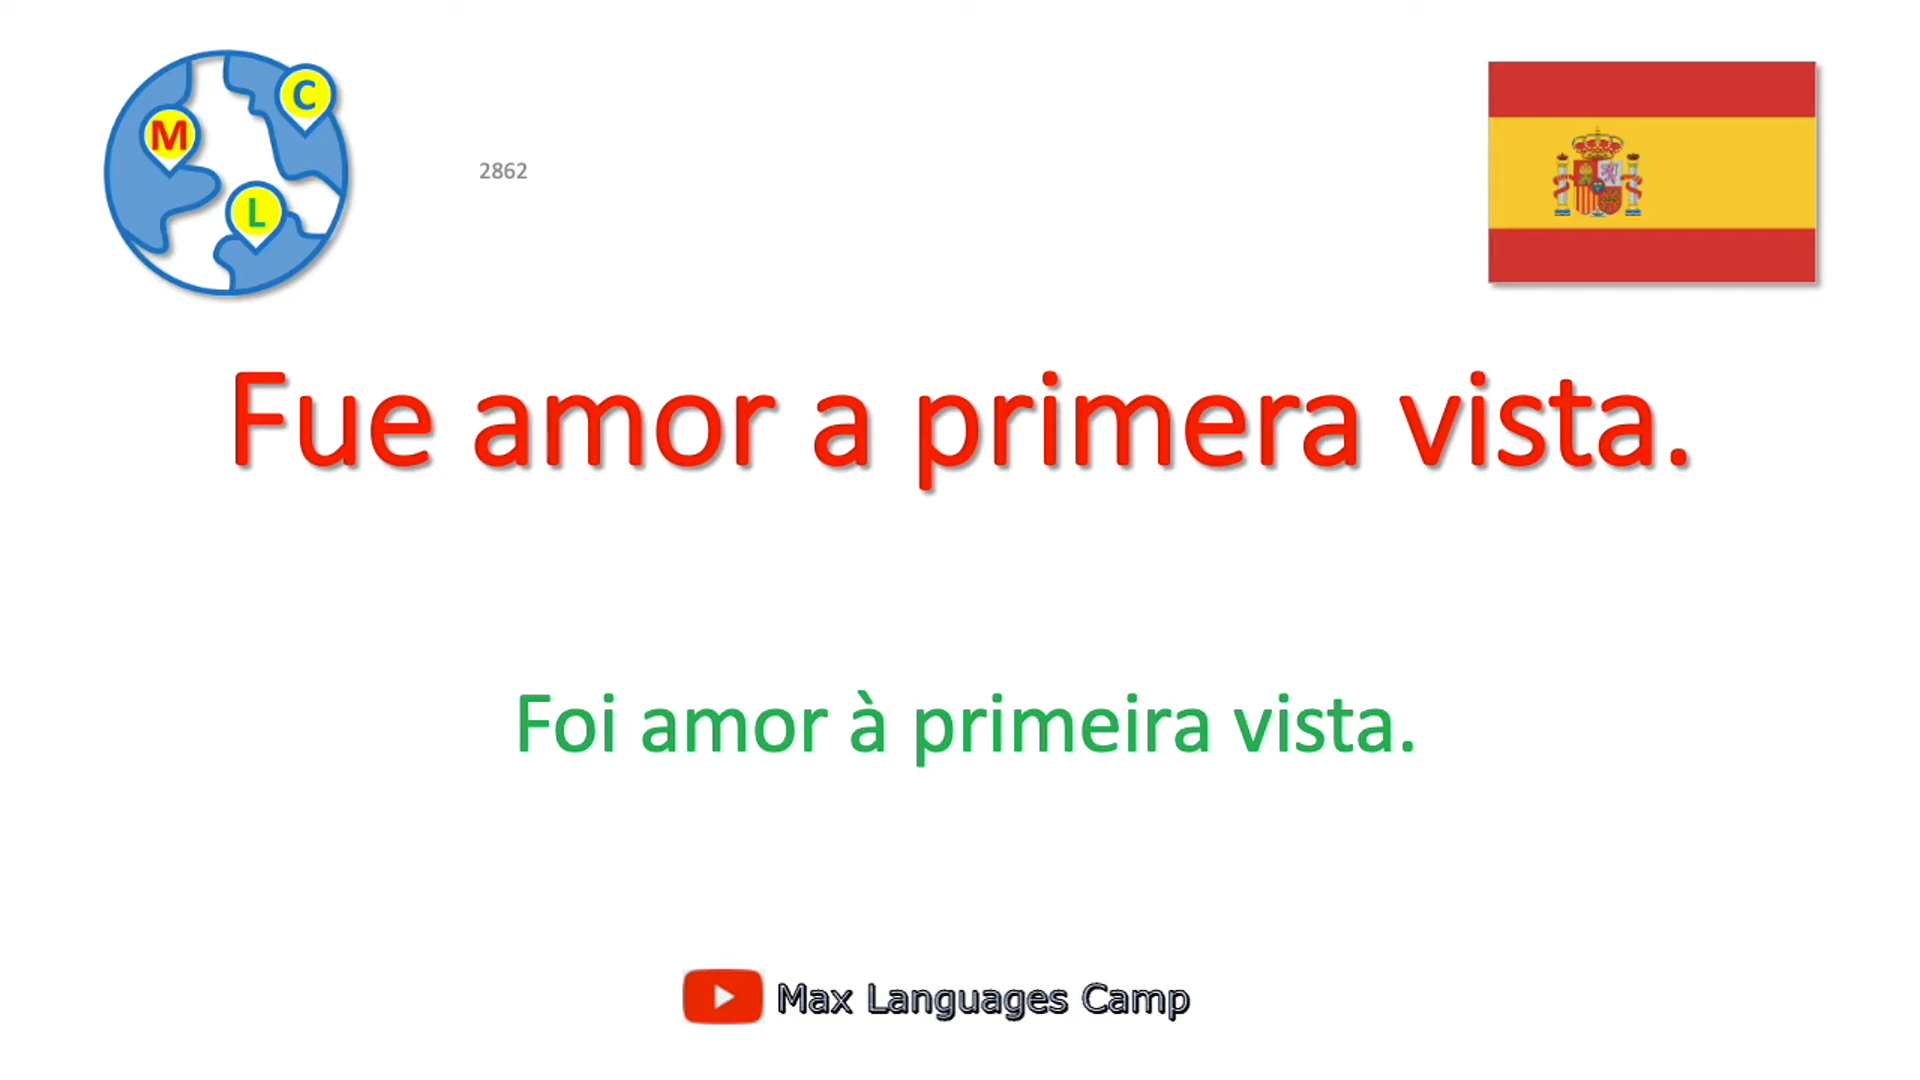 C
M
L
2862
Fue amor a primera vista.
Foi amor à primeira vista.
Max Languages Camp